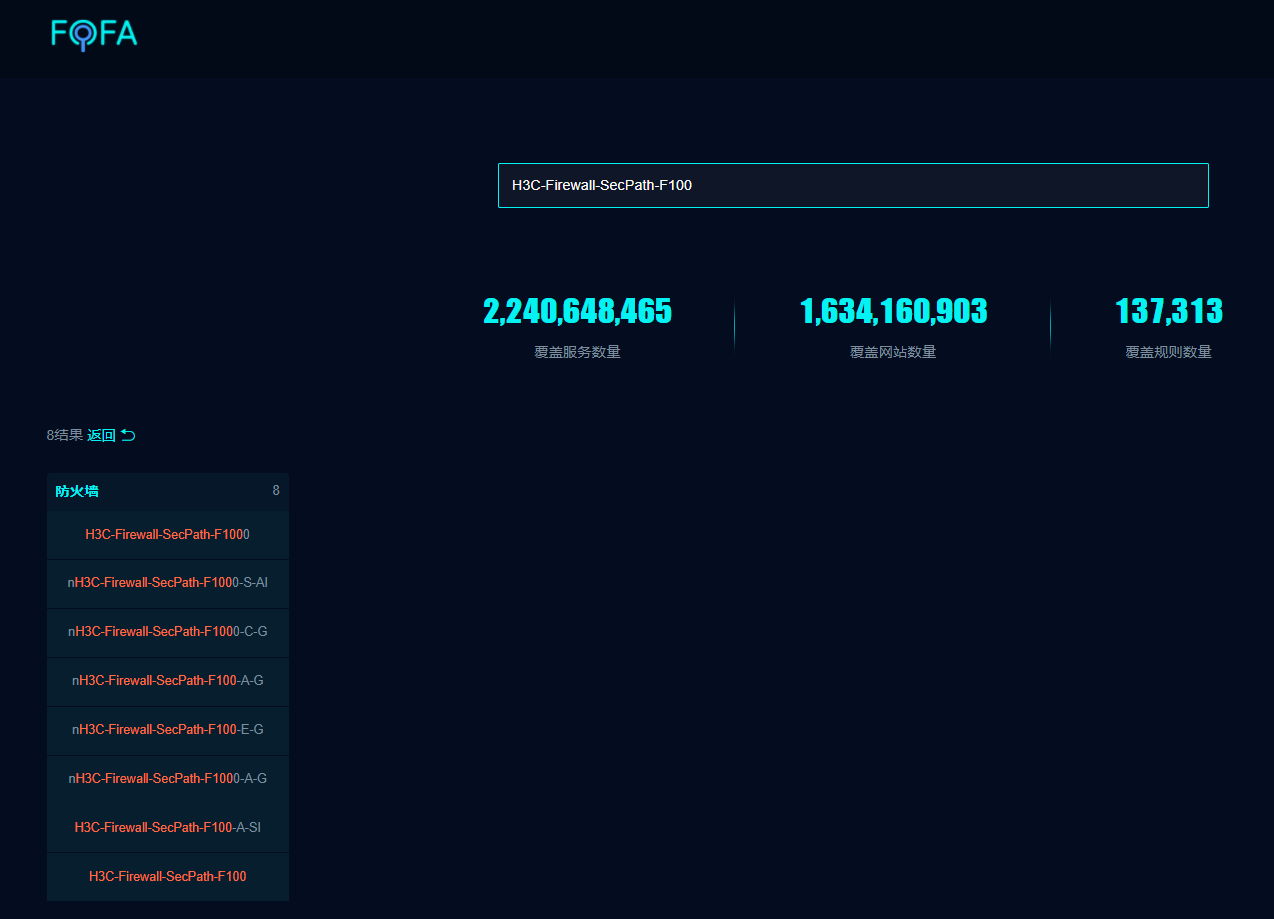 FOFA
H3C-Firewall-SecPath-F100
2,240,648,465
覆盖服务数量
1,634,160,903
覆盖网站数量
137,313
覆盖规则数量
8结果 返回
防火墙 8
H3C-Firewall-SecPath-F1000
nH3C-Firewall-SecPath-F1000-S-AI
nH3C-Firewall-SecPath-F1000-C-G
nH3C-Firewall-SecPath-F100-A-G
nH3C-Firewall-SecPath-F100-E-G
nH3C-Firewall-SecPath-F1000-A-G
H3C-Firewall-SecPath-F100-A-SI
H3C-Firewall-SecPath-F100